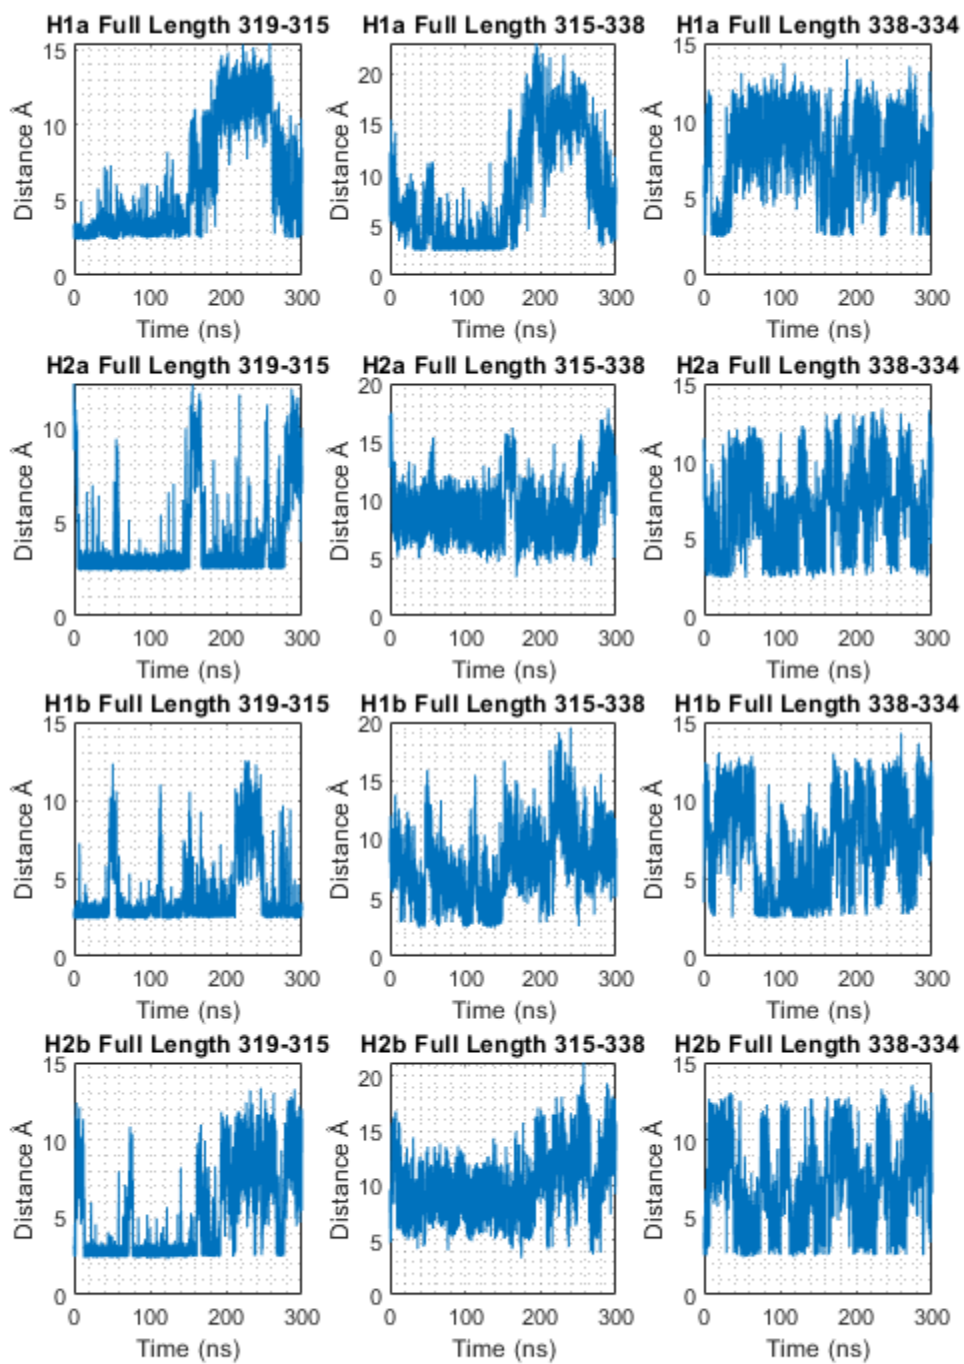 H1a Full Length 319-315 H1a Full Length 315-338 H1a Full Length 338-334
15 20 15
10 15 10
5 10 5
0 5 0
0
Distance Å Distance Å Distance Å
0 100 200 300 0 100 200 300 0 100 200 300
Time (ns) Time (ns) Time (ns)
H2a Full Length 319-315 H2a Full Length 315-338 H2a Full Length 338-334
10 20 15
5 15 10
0 10 5
5 0
0
Distance Å Distance Å Distance Å
0 100 200 300 0 100 200 300 0 100 200 300
Time (ns) Time (ns) Time (ns)
H1b Full Length 319-315 H1b Full Length 315-338 H1b Full Length 338-334
15 20 15
10 15 10
5 10 5
0 5 0
0
Distance Å Distance Å Distance Å
0 100 200 300 0 100 200 300 0 100 200 300
Time (ns) Time (ns) Time (ns)
H2b Full Length 319-315 H2b Full Length 315-338 H2b Full Length 338-334
15 20 15
10 15 10
5 10 5
0 5 0
0
Distance Å Distance Å Distance Å
0 100 200 300 0 100 200 300 0 100 200 300
Time (ns) Time (ns) Time (ns)